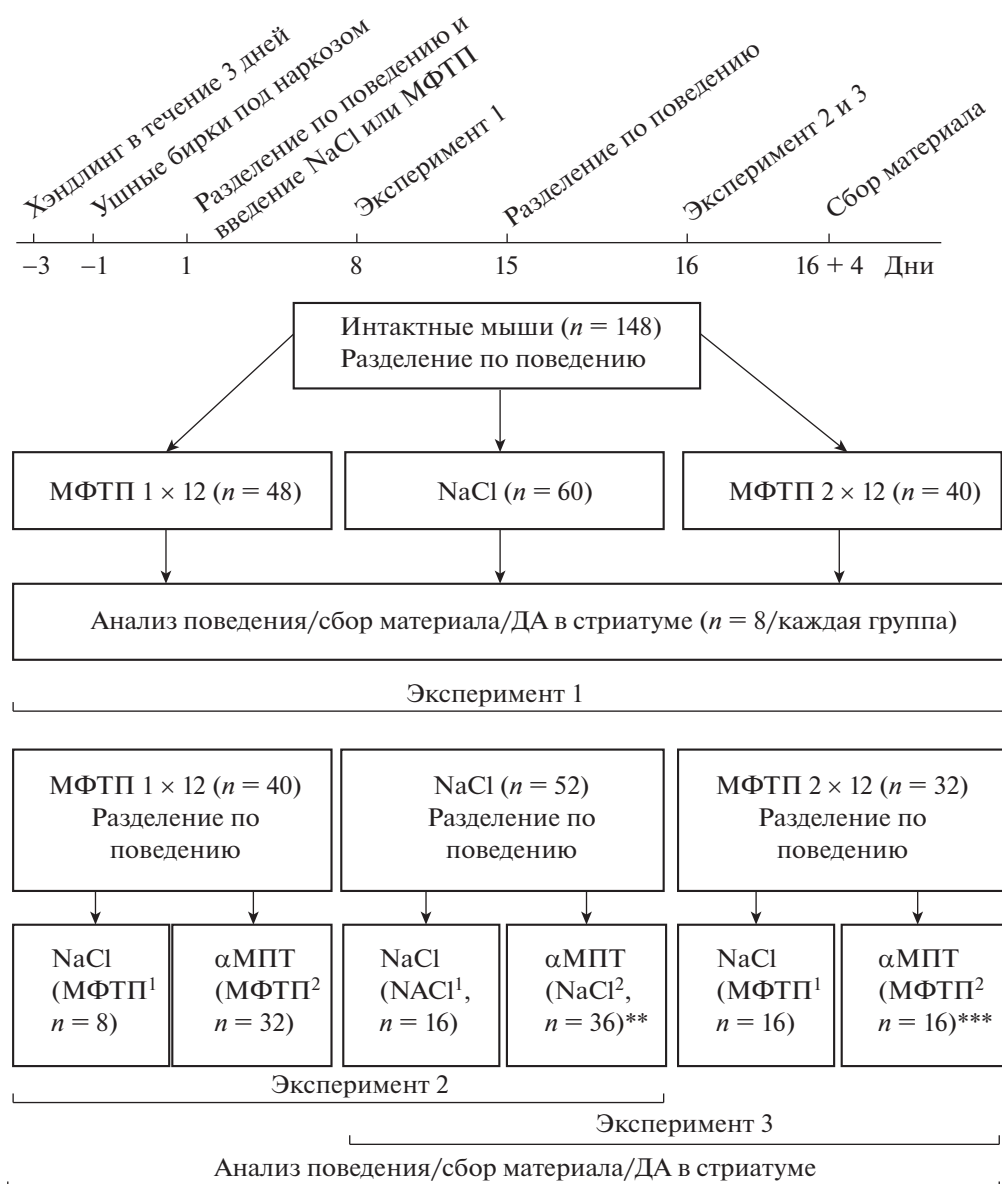 Хэндлинг в течение 3 дней
Ушные бирки под наркозом
Разделение по поведению и
введение NaCl или МФТП
Эксперимент 1
Разделение по поведению
Эксперимент 2 и 3
Сбор материала
–3 –1 1 8 15 16 16 + 4 Дни
Интактные мыши (n = 148)
Разделение по поведению
МФТП 1 × 12 (n = 48)
NaCl (n = 60)
МФТП 2 × 12 (n = 40)
Анализ поведения/сбор материала/ДА в стриатуме (n = 8/каждая группа)
Эксперимент 1
МФТП 1 × 12 (n = 40)
Разделение по
поведению
NaCl (n = 52)
Разделение по
поведению
МФТП 2 × 12 (n = 32)
Разделение по
поведению
NaCl
(МФТП¹
n = 8)
αМПТ
(МФТП²
n = 32)
NaCl
(NACl¹,
n = 16)
αМПТ
(NaCl²,
n = 36)**
NaCl
(МФТП¹
n = 16)
αМПТ
(МФТП²
n = 16)***
Эксперимент 2
Эксперимент 3
Анализ поведения/сбор материала/ДА в стриатуме